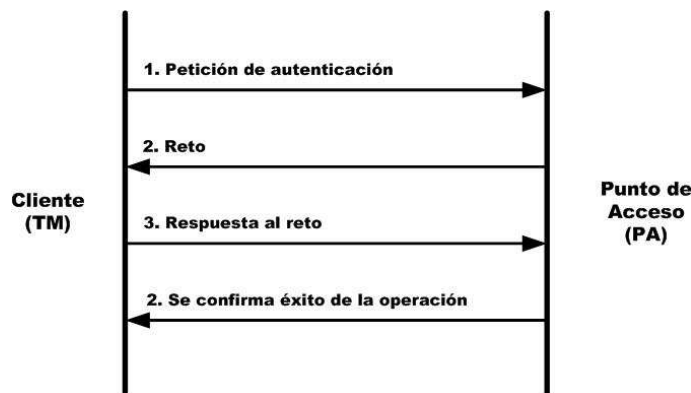 1. Petición de autenticación
2. Reto
Cliente
(TM)
Punto de
Acceso
(PA)
3. Respuesta al reto
2. Se confirma éxito de la operación